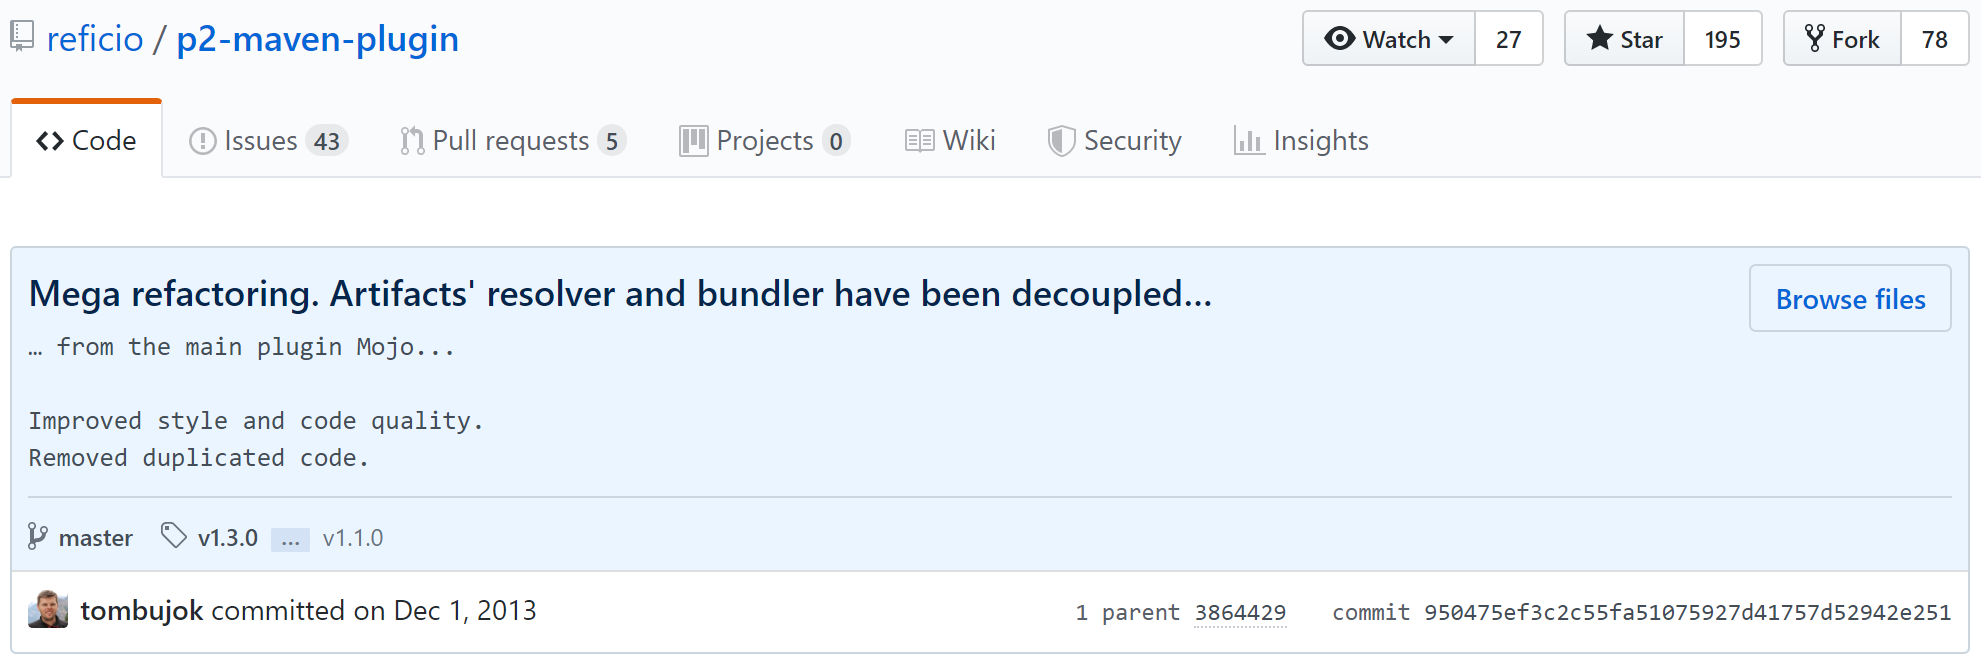 reficio / p2-maven-plugin
Watch 27 Star 195 Fork 78
Code Issues 43 Pull requests 5 Projects 0 Wiki Security Insights
Mega refactoring. Artifacts' resolver and bundler have been decoupled…
Browse files
… from the main plugin Mojo...
Improved style and code quality.
Removed duplicated code.
master v1.3.0 … v1.1.0
tombujok committed on Dec 1, 2013 1 parent 3864429 commit 950475ef3c2c55fa51075927d41757d52942e251